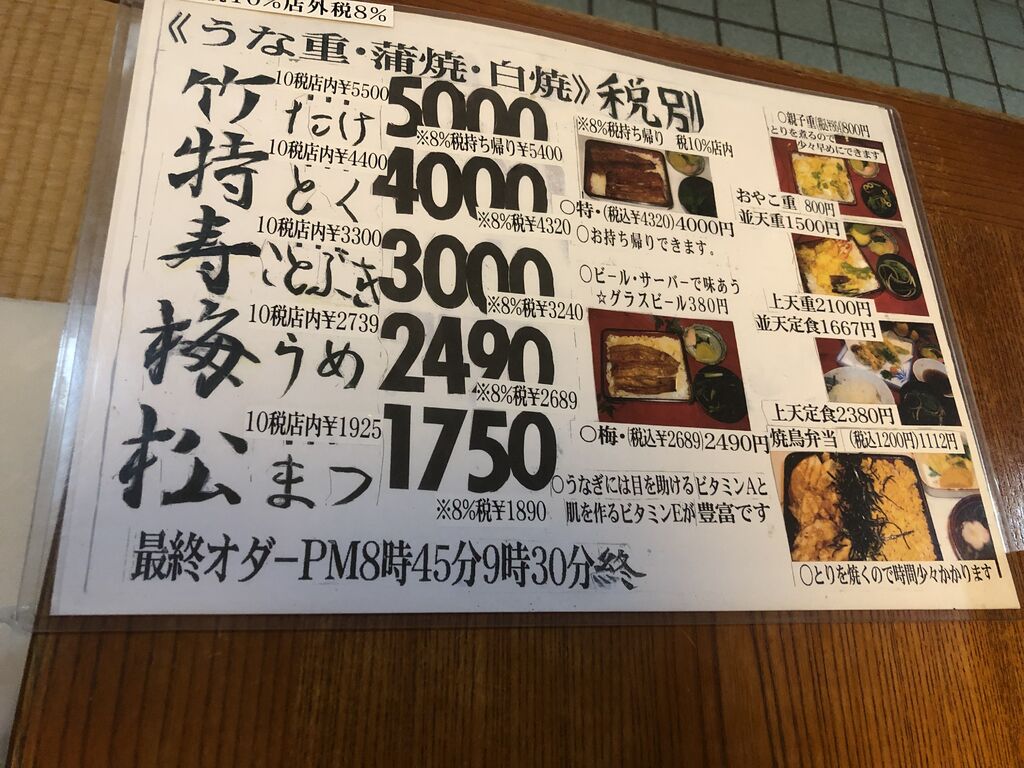 10%店外税8%
《うな重・蒲焼・白焼》税別
竹 たけ 10税店内¥5500 5000
※8%税持ち帰り¥5400
特 とく 10税店内¥4400 4000
※8%税¥4320
寿 ことぶき 10税店内¥3300 3000
※8%税¥3240
梅 うめ 10税店内¥2739 2490
※8%税¥2689
松 まつ 10税店内¥1925 1750
※8%税¥1890
最終オダーPM8時45分9時30分終
※8%税持ち帰り 税10%店内
○特・(税込¥4320)4000円
○お持ち帰りできます。
○ビール・サーバーで味あう
☆グラスビール380円
○梅・(税込¥2689)2490円
○うなぎには目を助けるビタミンAと
肌を作るビタミンEが豊富です
○親子重 800円
とりを煮るので
少々早めにできます
おやこ重 800円
並天重1500円
上天重2100円
並天定食1667円
上天定食2380円
焼鳥弁当 (税込1200円)1112円
○とりを焼くので時間少々かかります